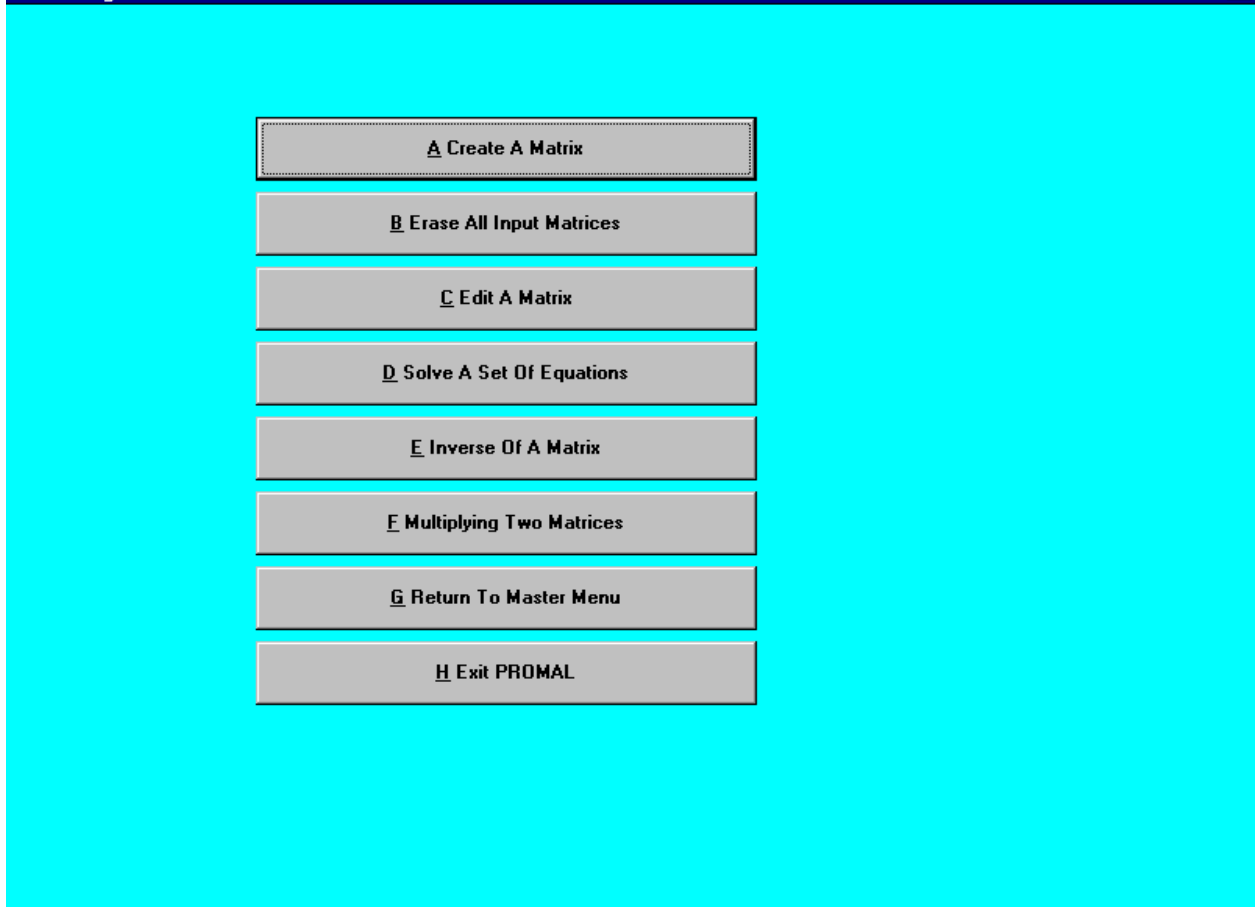 A Create A Matrix
B Erase All Input Matrices
C Edit A Matrix
D Solve A Set Of Equations
E Inverse Of A Matrix
F Multiplying Two Matrices
G Return To Master Menu
H Exit PROMAL